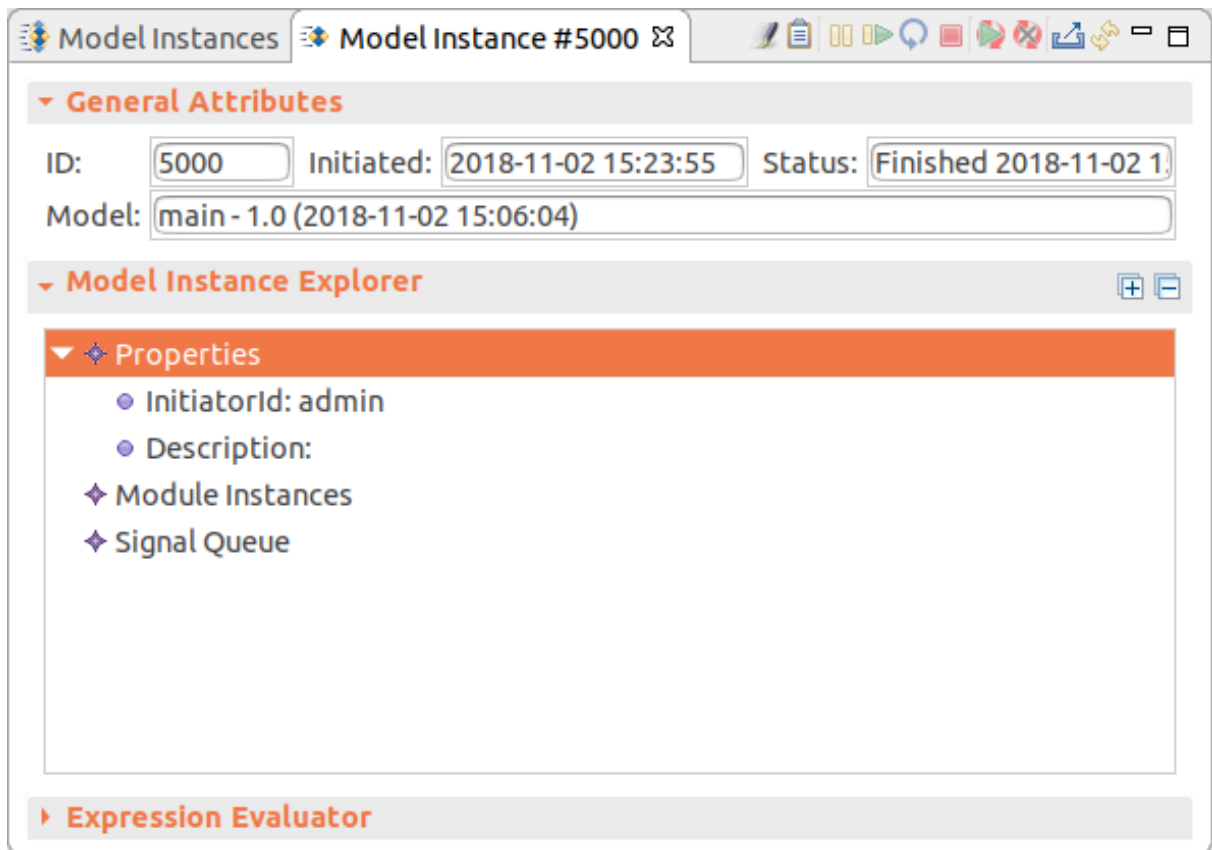 Model Instances Model Instance #5000
General Attributes
ID: 5000 Initiated: 2018-11-02 15:23:55 Status: Finished 2018-11-02 1
Model: main - 1.0 (2018-11-02 15:06:04)
Model Instance Explorer
Properties
InitiatorId: admin
Description:
Module Instances
Signal Queue
Expression Evaluator